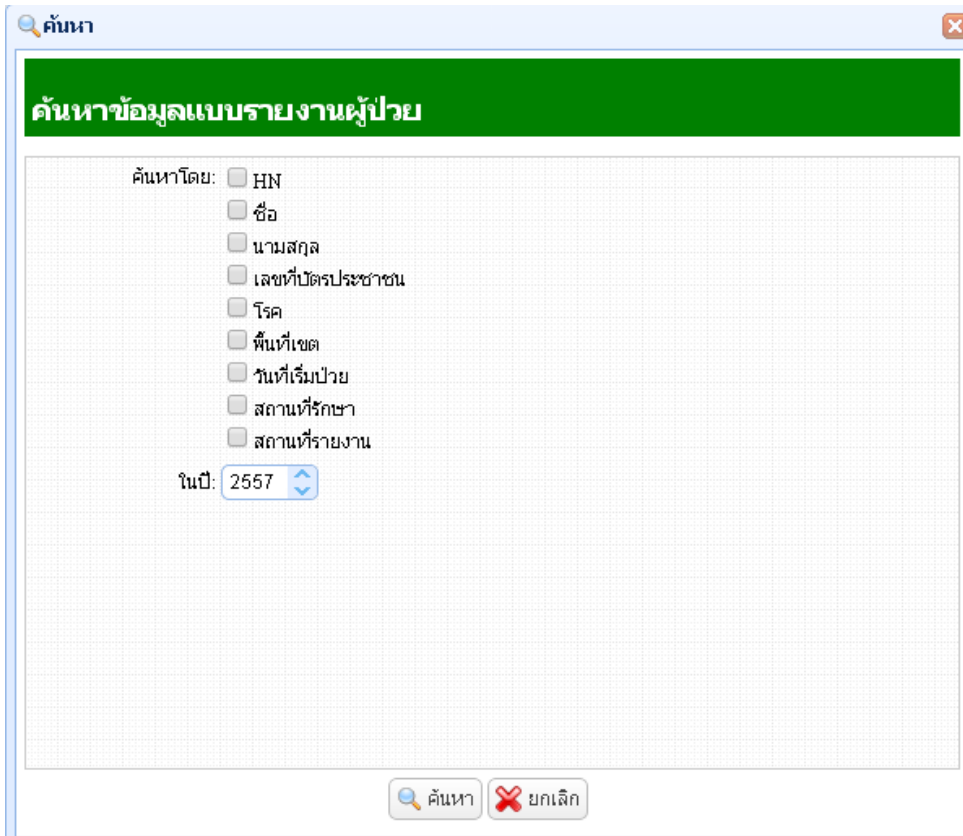 ค้นหา
ค้นหาข้อมูลแบบรายงานผู้ป่วย
ค้นหาโดย: HN
ชื่อ
นามสกุล
เลขที่บัตรประชาชน
โรค
พื้นที่เขต
วันที่เริ่มป่วย
สถานที่รักษา
สถานที่รายงาน
ในปี: 2557
ค้นหา ยกเลิก